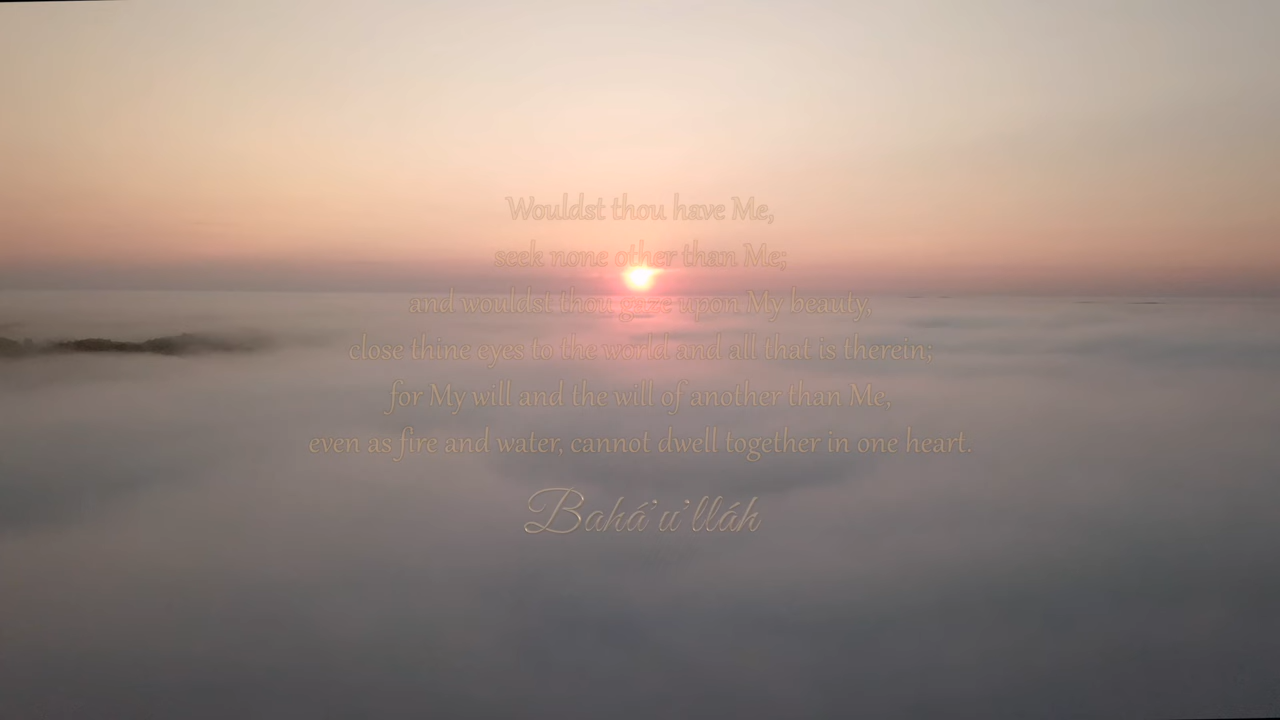 Wouldst thou have Me,
seek none other than Me;
and wouldst thou gaze upon My beauty,
close thine eyes to the world and all that is therein;
for My will and the will of another than Me,
even as fire and water, cannot dwell together in one heart.
Bahá'u'lláh